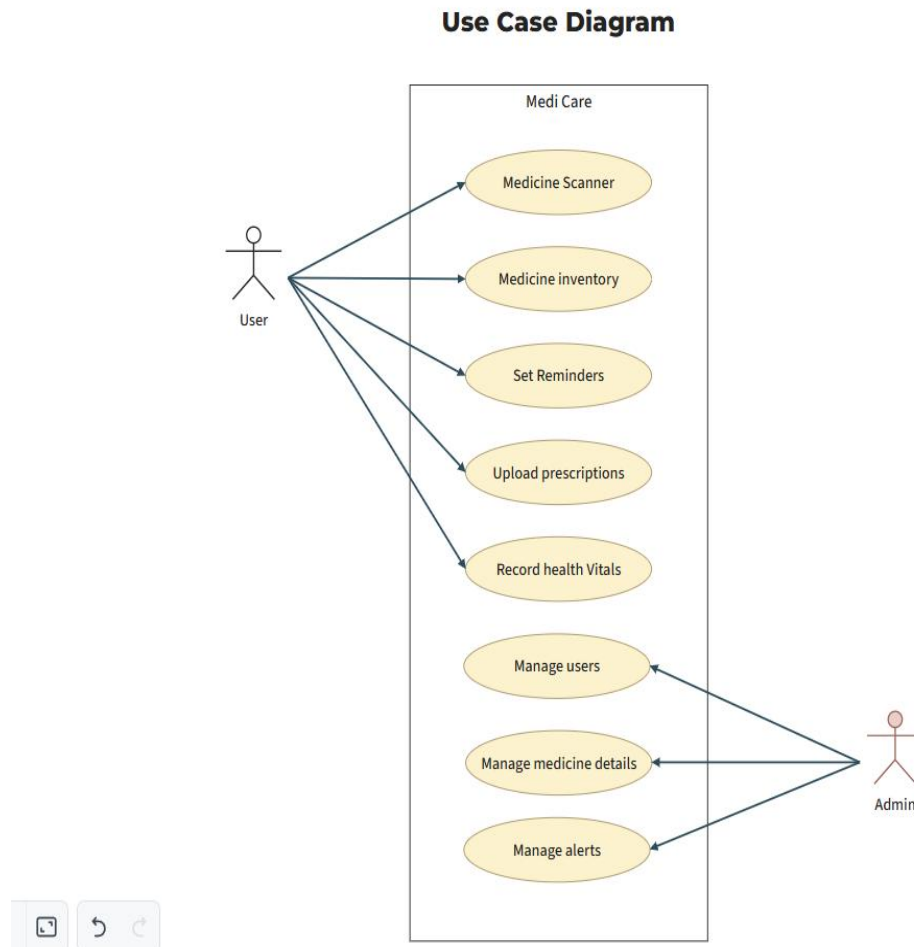 Use Case Diagram
Medi Care
Medicine Scanner
Medicine inventory
User
Set Reminders
Upload prescriptions
Record health Vitals
Manage users
Manage medicine details
Admin
Manage alerts